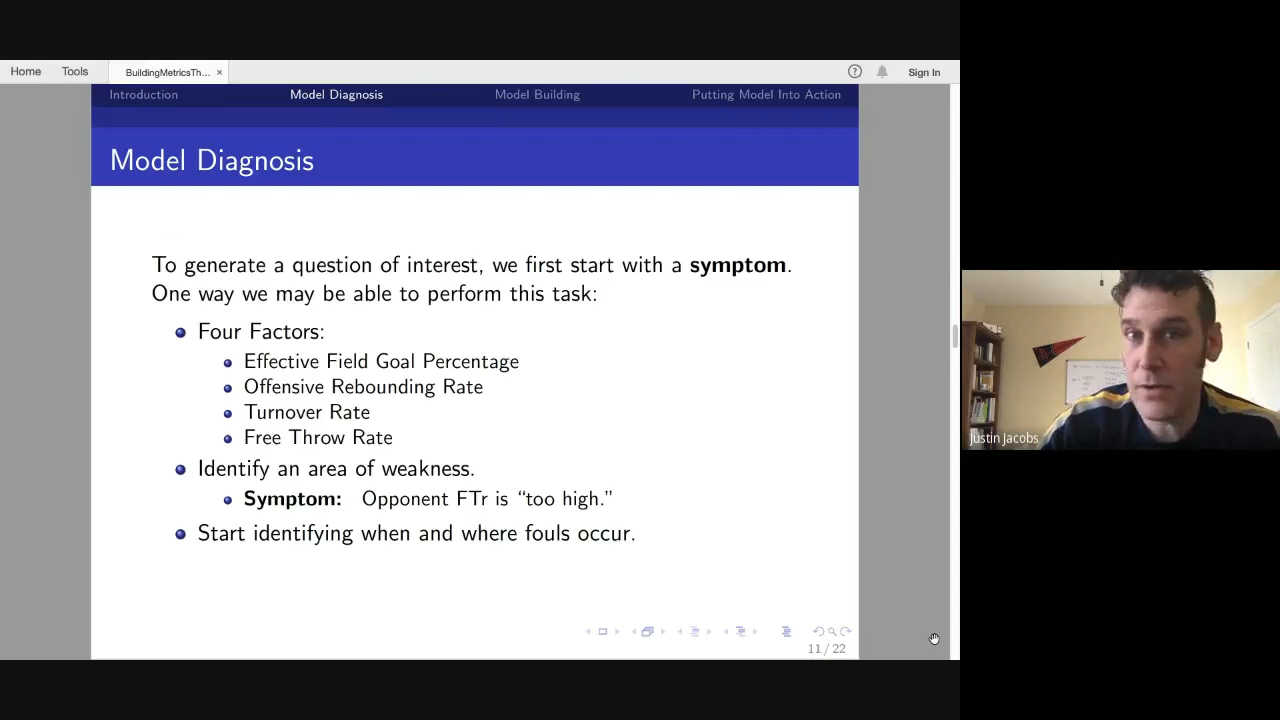 Home Tools BuildingMetricsTh... × Sign In
Introduction Model Diagnosis Model Building Putting Model Into Action
Model Diagnosis
To generate a question of interest, we first start with a symptom.
One way we may be able to perform this task:
Four Factors:
Effective Field Goal Percentage
Offensive Rebounding Rate
Turnover Rate
Free Throw Rate
Identify an area of weakness.
Symptom: Opponent FTr is “too high.”
Start identifying when and where fouls occur.
11 / 22
Justin Jacobs